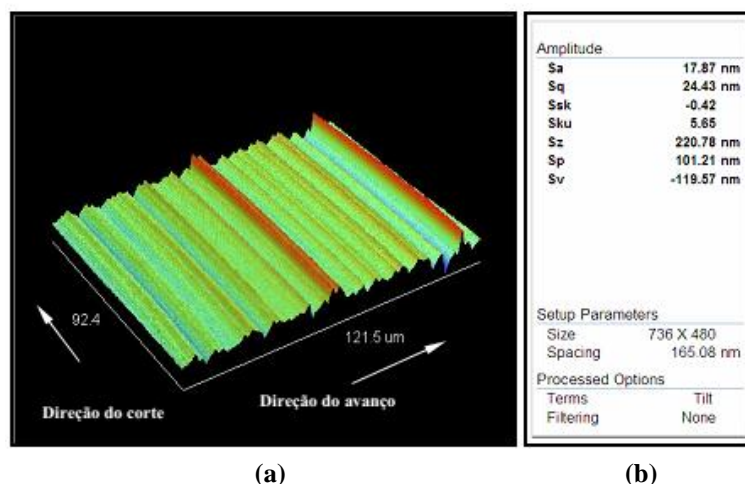 92.4
121.5 um
Direção do corte
Direção do avanço
(a)
Amplitude
Sa 17.87 nm
Sq 24.43 nm
Ssk -0.42
Sku 5.65
Sz 220.78 nm
Sp 101.21 nm
Sv -119.57 nm
Setup Parameters
Size 736 X 480
Spacing 165.08 nm
Processed Options
Terms Tilt
Filtering None
(b)